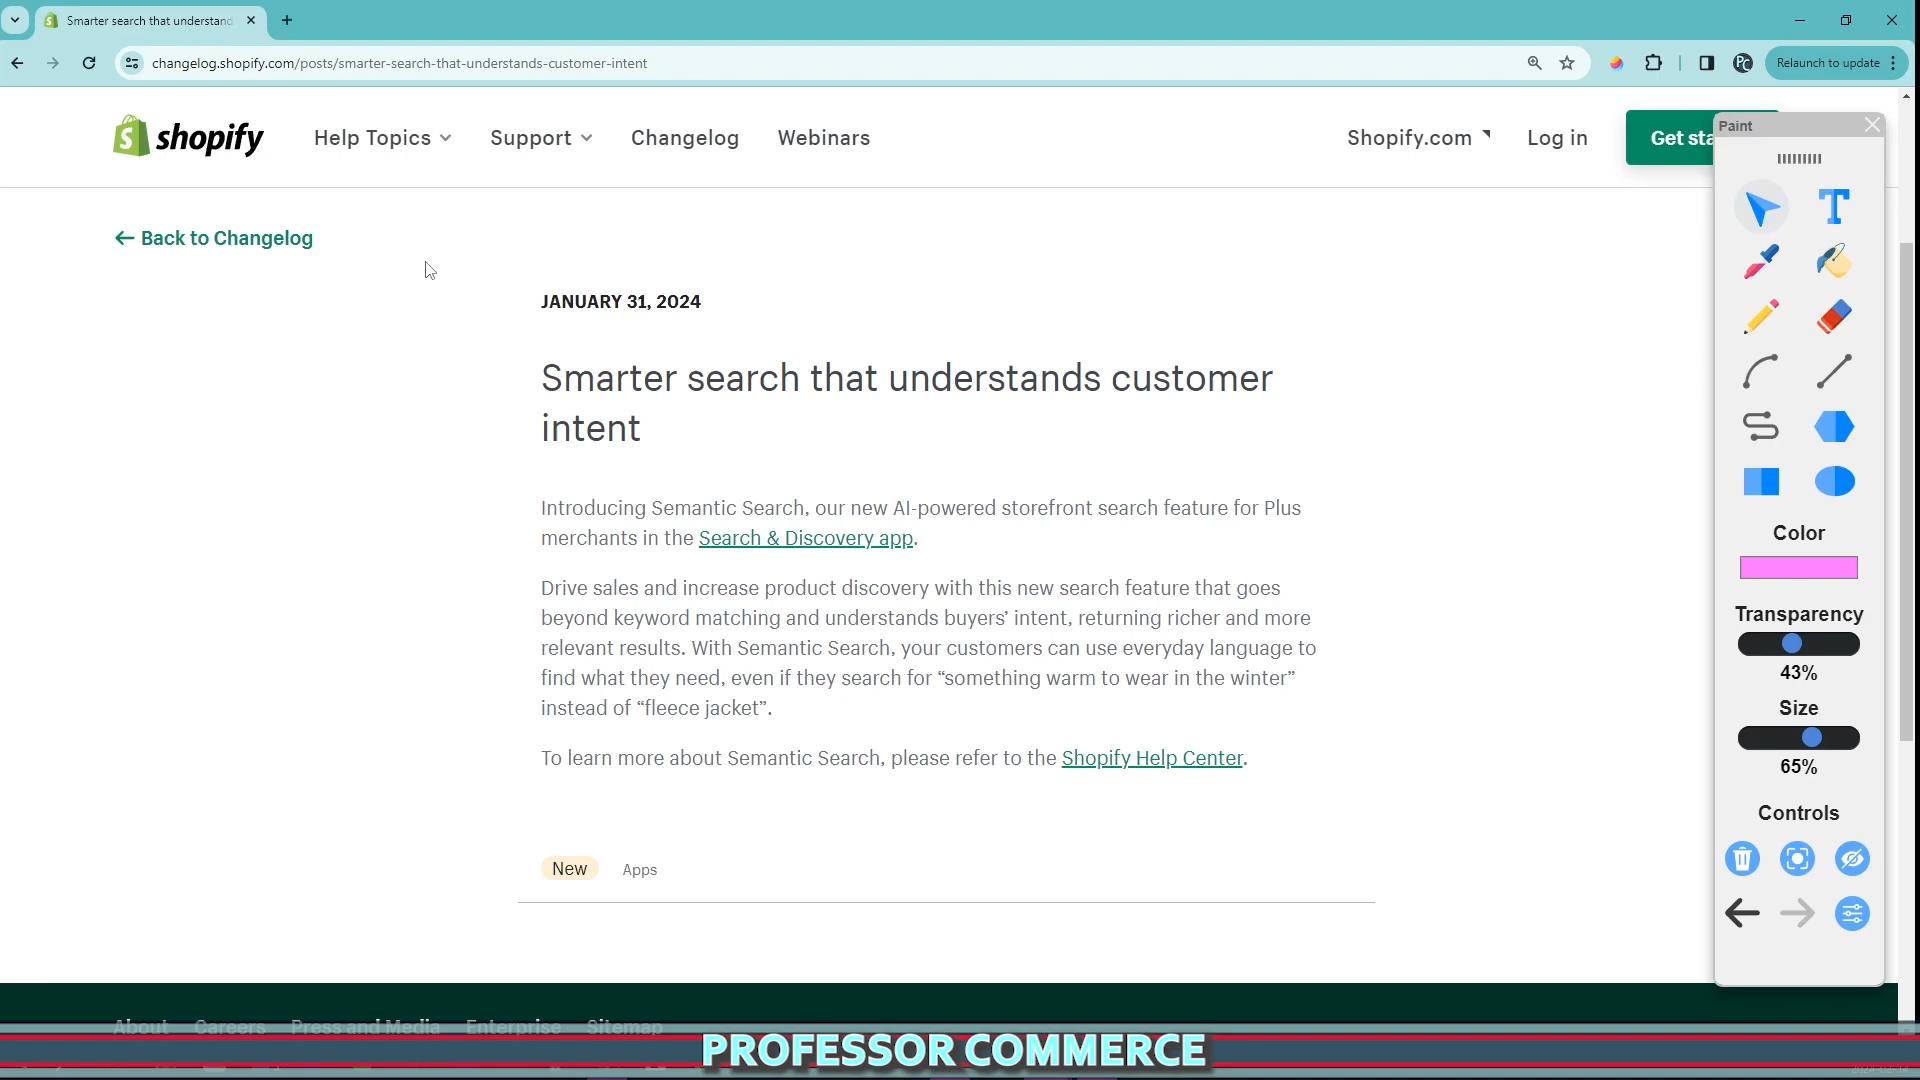 Smarter search that understand
changelog.shopify.com/posts/smarter-search-that-understands-customer-intent
PC
Relaunch to update
shopify
Help Topics
Support
Changelog
Webinars
Shopify.com
Log in
Get sta
Paint
Back to Changelog
JANUARY 31, 2024
Smarter search that understands customer
intent
Introducing Semantic Search, our new AI-powered storefront search feature for Plus
merchants in the Search & Discovery app.
Drive sales and increase product discovery with this new search feature that goes
beyond keyword matching and understands buyers’ intent, returning richer and more
relevant results. With Semantic Search, your customers can use everyday language to
find what they need, even if they search for “something warm to wear in the winter”
instead of “fleece jacket”.
To learn more about Semantic Search, please refer to the Shopify Help Center.
New
Apps
Color
Transparency
43%
Size
65%
Controls
About
Careers
Press and Media
Enterprise
Sitemap
PROFESSOR COMMERCE